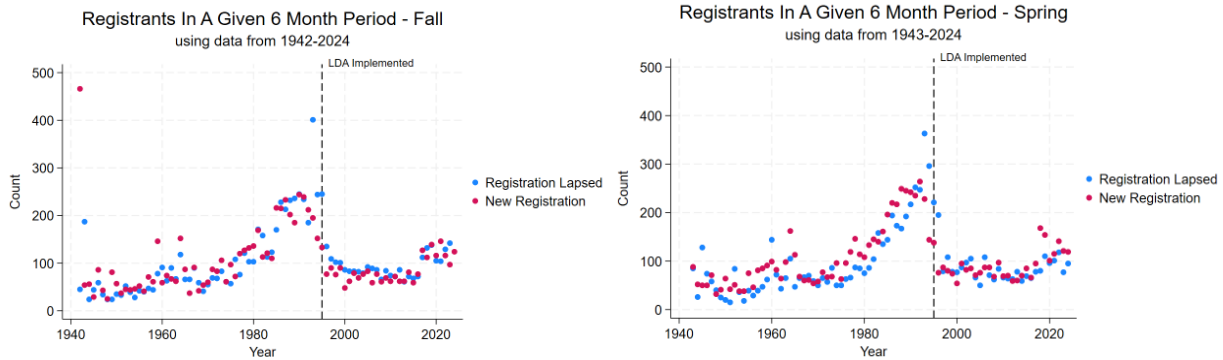 Registrants In A Given 6 Month Period - Fall
using data from 1942-2024
LDA Implemented
500
400
300
200
100
0
Count
1940
1960
1980
2000
2020
Year
Registration Lapsed
New Registration
Registrants In A Given 6 Month Period - Spring
using data from 1943-2024
LDA Implemented
500
400
300
200
100
0
Count
1940
1960
1980
2000
2020
Year
Registration Lapsed
New Registration